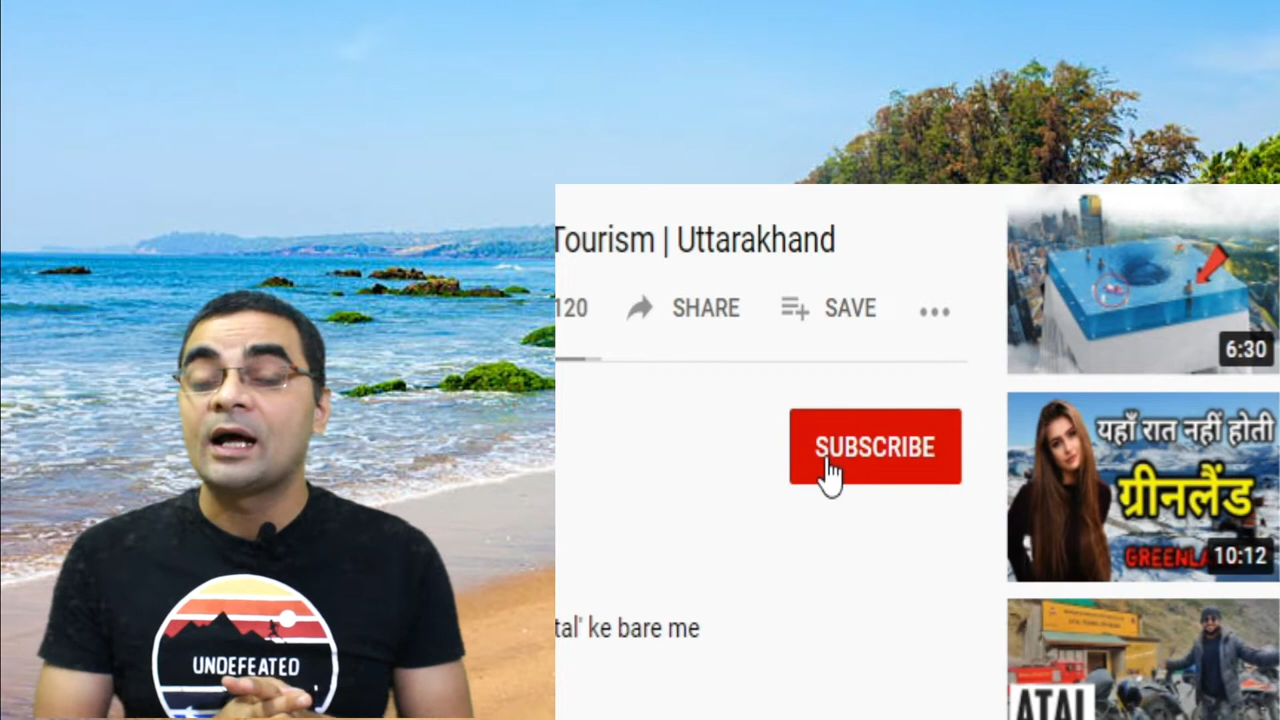 Tourism | Uttarakhand
120
SHARE
SAVE
6:30
SUBSCRIBE
यहाँ रात नहीं होती
ग्रीनलैंड
GREENLA
10:12
UNDEFEATED
tal' ke bare me
ATAL